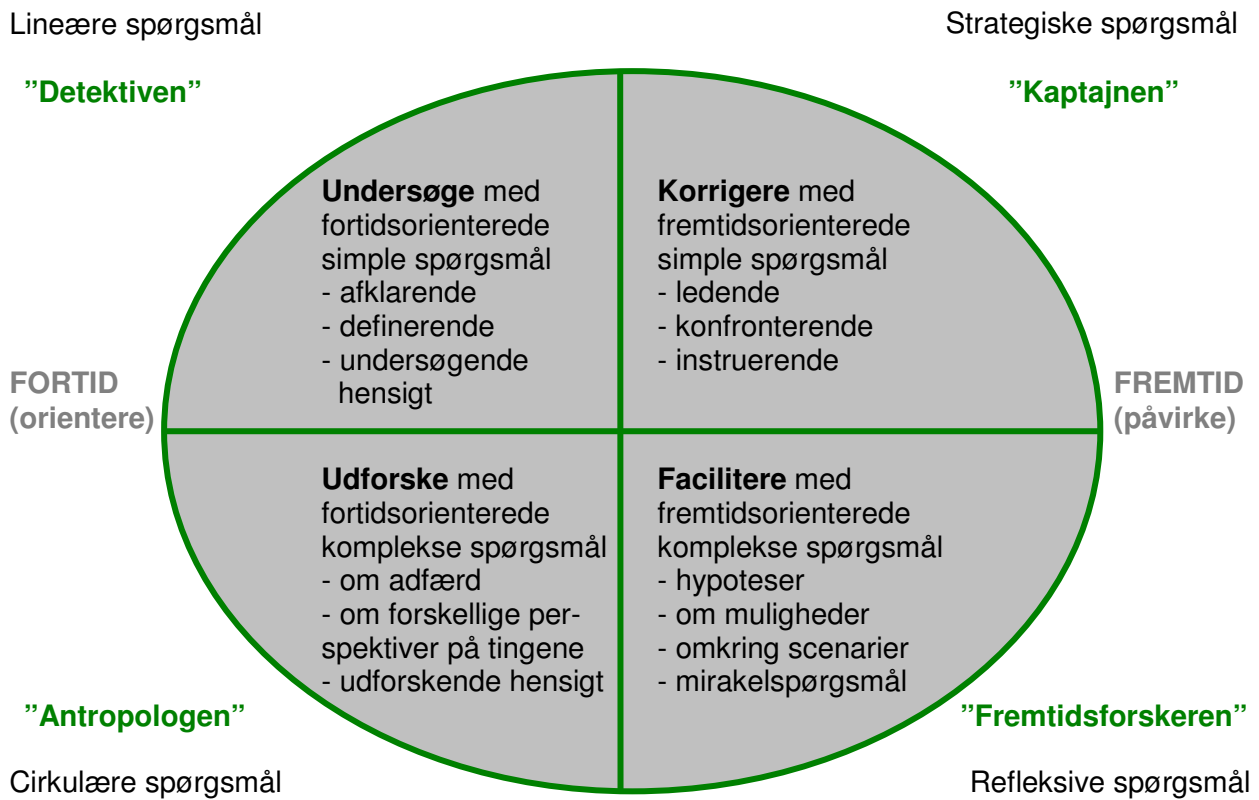 Lineære spørgsmål
Strategiske spørgsmål
”Detektiven”
”Kaptajnen”
Undersøge med
fortidsorienterede
simple spørgsmål
- afklarende
- definerende
- undersøgende
hensigt
Korrigere med
fremtidsorienterede
simple spørgsmål
- ledende
- konfronterende
- instruerende
FORTID
(orientere)
FREMTID
(påvirke)
Udforske med
fortidsorienterede
komplekse spørgsmål
- om adfærd
- om forskellige per-
spektiver på tingene
- udforskende hensigt
Facilitere med
fremtidsorienterede
komplekse spørgsmål
- hypoteser
- om muligheder
- omkring scenarier
- mirakelspørgsmål
”Antropologen”
”Fremtidsforskeren”
Cirkulære spørgsmål
Refleksive spørgsmål